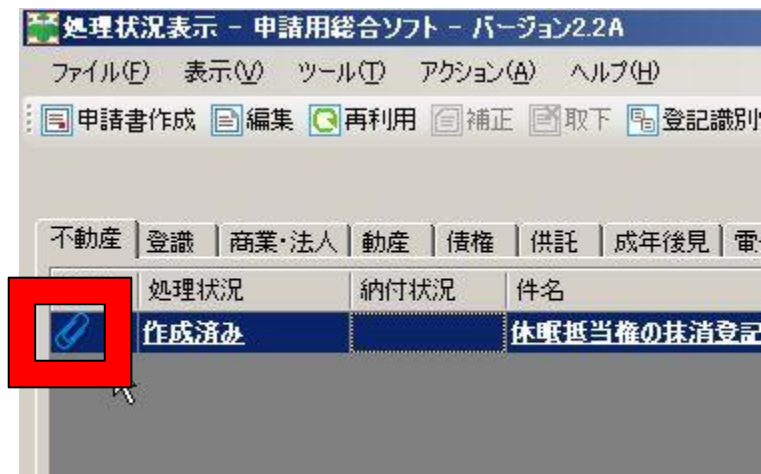 処理状況表示 - 申請用総合ソフト - バージョン2.2A
ファイル(F) 表示(V) ツール(T) アクション(A) ヘルプ(H)
申請書作成 編集 再利用 補正 取下 登記識別
不動産 登識 商業・法人 動産 債権 供託 成年後見 電
処理状況 納付状況 件名
作成済み 休眠抵当権の抹消登記